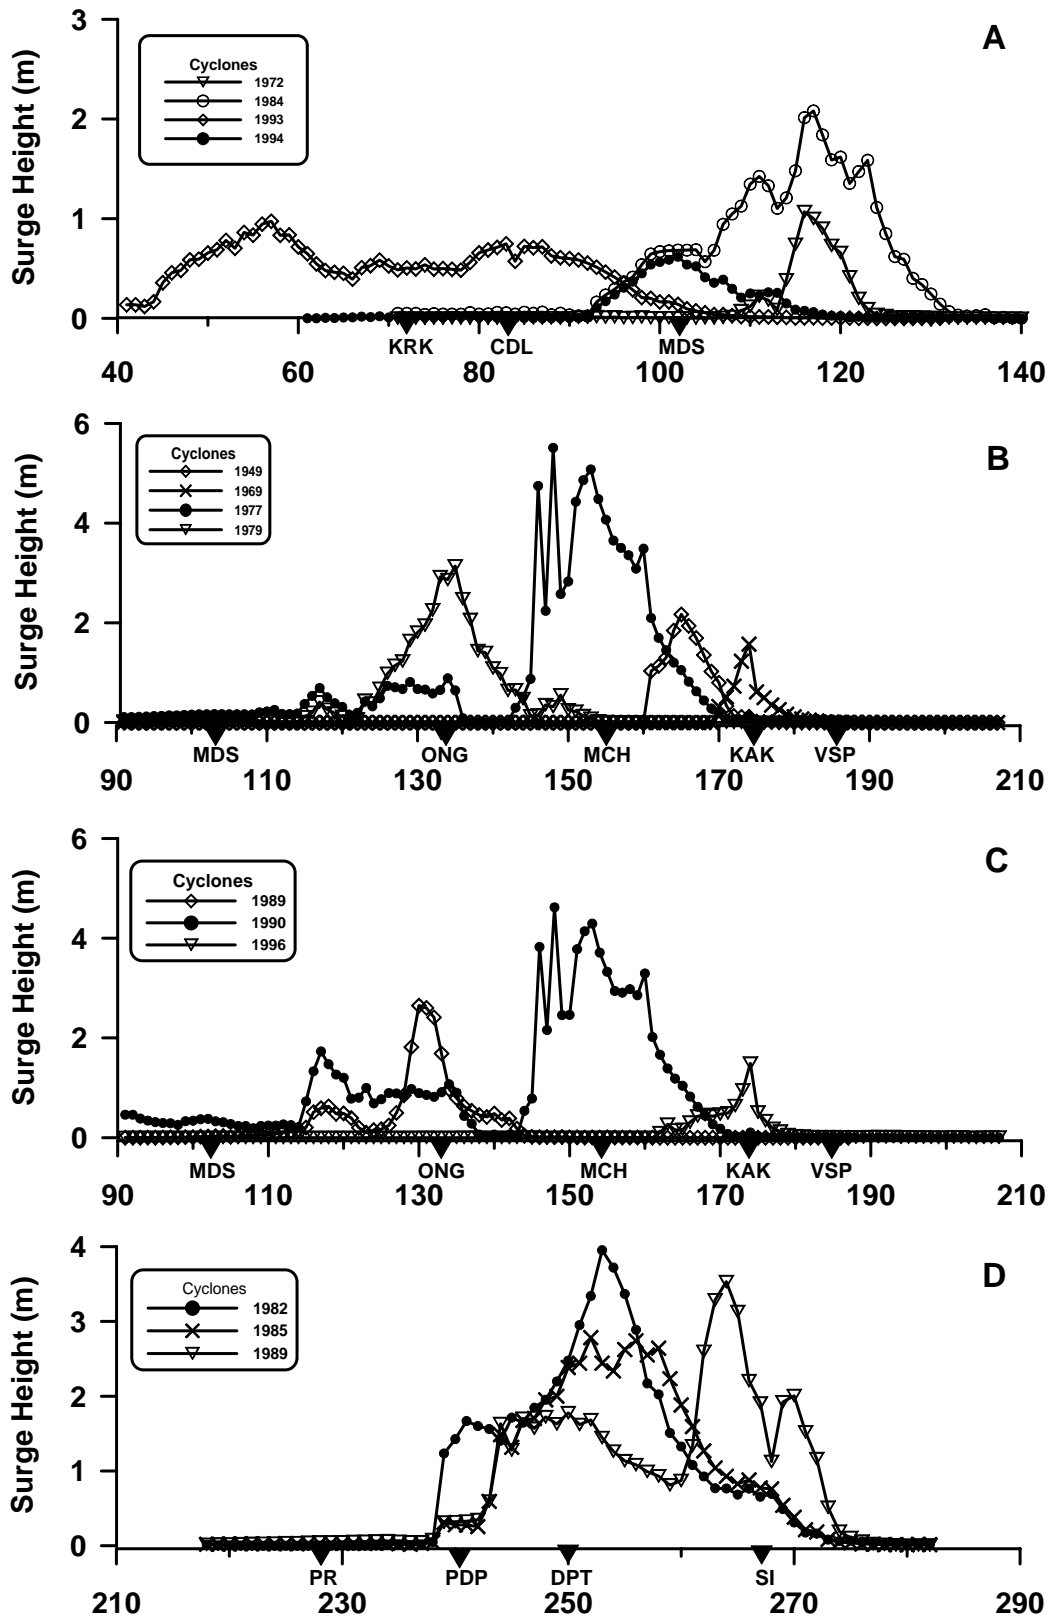 3
A
Cyclones
1972
1984
1993
1994
2
1
0
Surge Height (m)
KRK CDL MDS
40 60 80 100 120 140
6
B
Cyclones
1949
1969
1977
1979
4
2
0
Surge Height (m)
MDS ONG MCH KAK VSP
90 110 130 150 170 190 210
6
C
Cyclones
1989
1990
1996
4
2
0
Surge Height (m)
MDS ONG MCH KAK VSP
90 110 130 150 170 190 210
4
D
Cyclones
1982
1985
1989
3
2
1
0
Surge Height (m)
PR PDP DPT SI
210 230 250 270 290